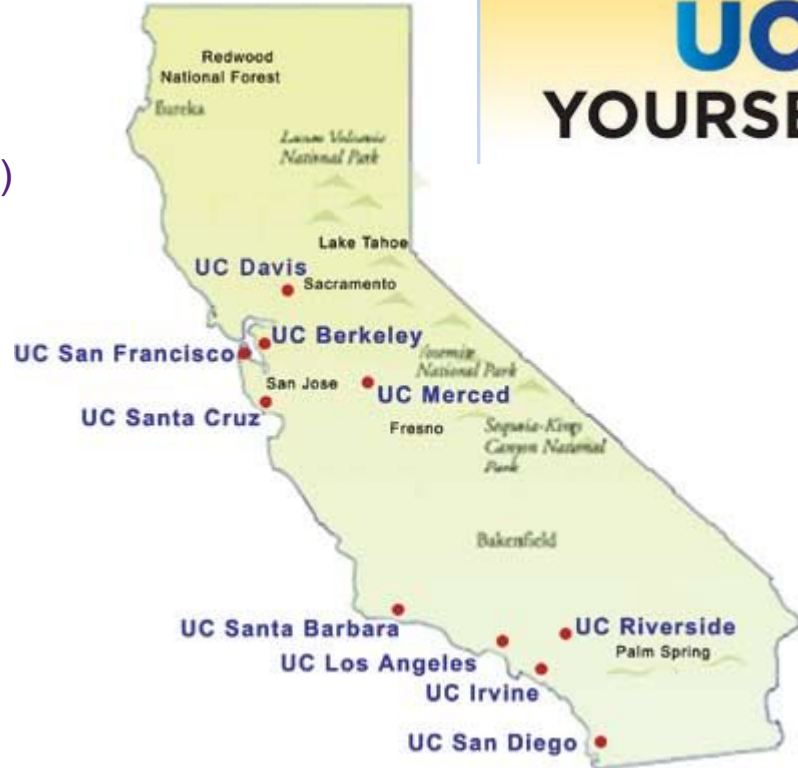 UC
YOURSE
)
Redwood
National Forest
Eureka
Lassen Volcanic
National Park
Lake Tahoe
UC Davis
Sacramento
UC Berkeley
UC San Francisco
Yosemite
National Park
San Jose
UC Merced
UC Santa Cruz
Fresno
Sequoia-Kings
Canyon National
Park
Bakersfield
UC Santa Barbara
UC Riverside
Palm Spring
UC Los Angeles
UC Irvine
UC San Diego